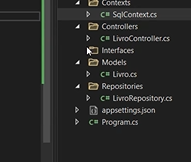 Contexts
C# SqlContext.cs
Controllers
C# LivroController.cs
Interfaces
Models
C# Livro.cs
Repositories
C# LivroRepository.cs
appsettings.json
C# Program.cs